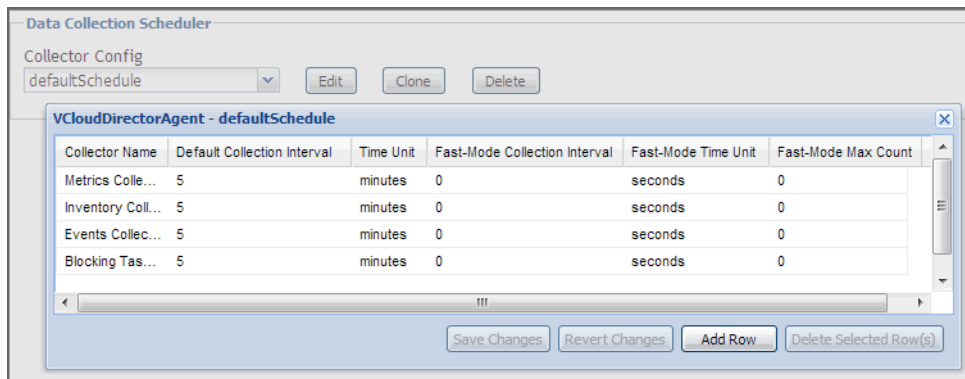 Data Collection Scheduler
Collector Config
defaultSchedule Edit Clone Delete
VCloudDirectorAgent - defaultSchedule
Collector Name Default Collection Interval Time Unit Fast-Mode Collection Interval Fast-Mode Time Unit Fast-Mode Max Count
Metrics Colle... 5 minutes 0 seconds 0
Inventory Coll... 5 minutes 0 seconds 0
Events Collec... 5 minutes 0 seconds 0
Blocking Tas... 5 minutes 0 seconds 0
Save Changes Revert Changes Add Row Delete Selected Row(s)